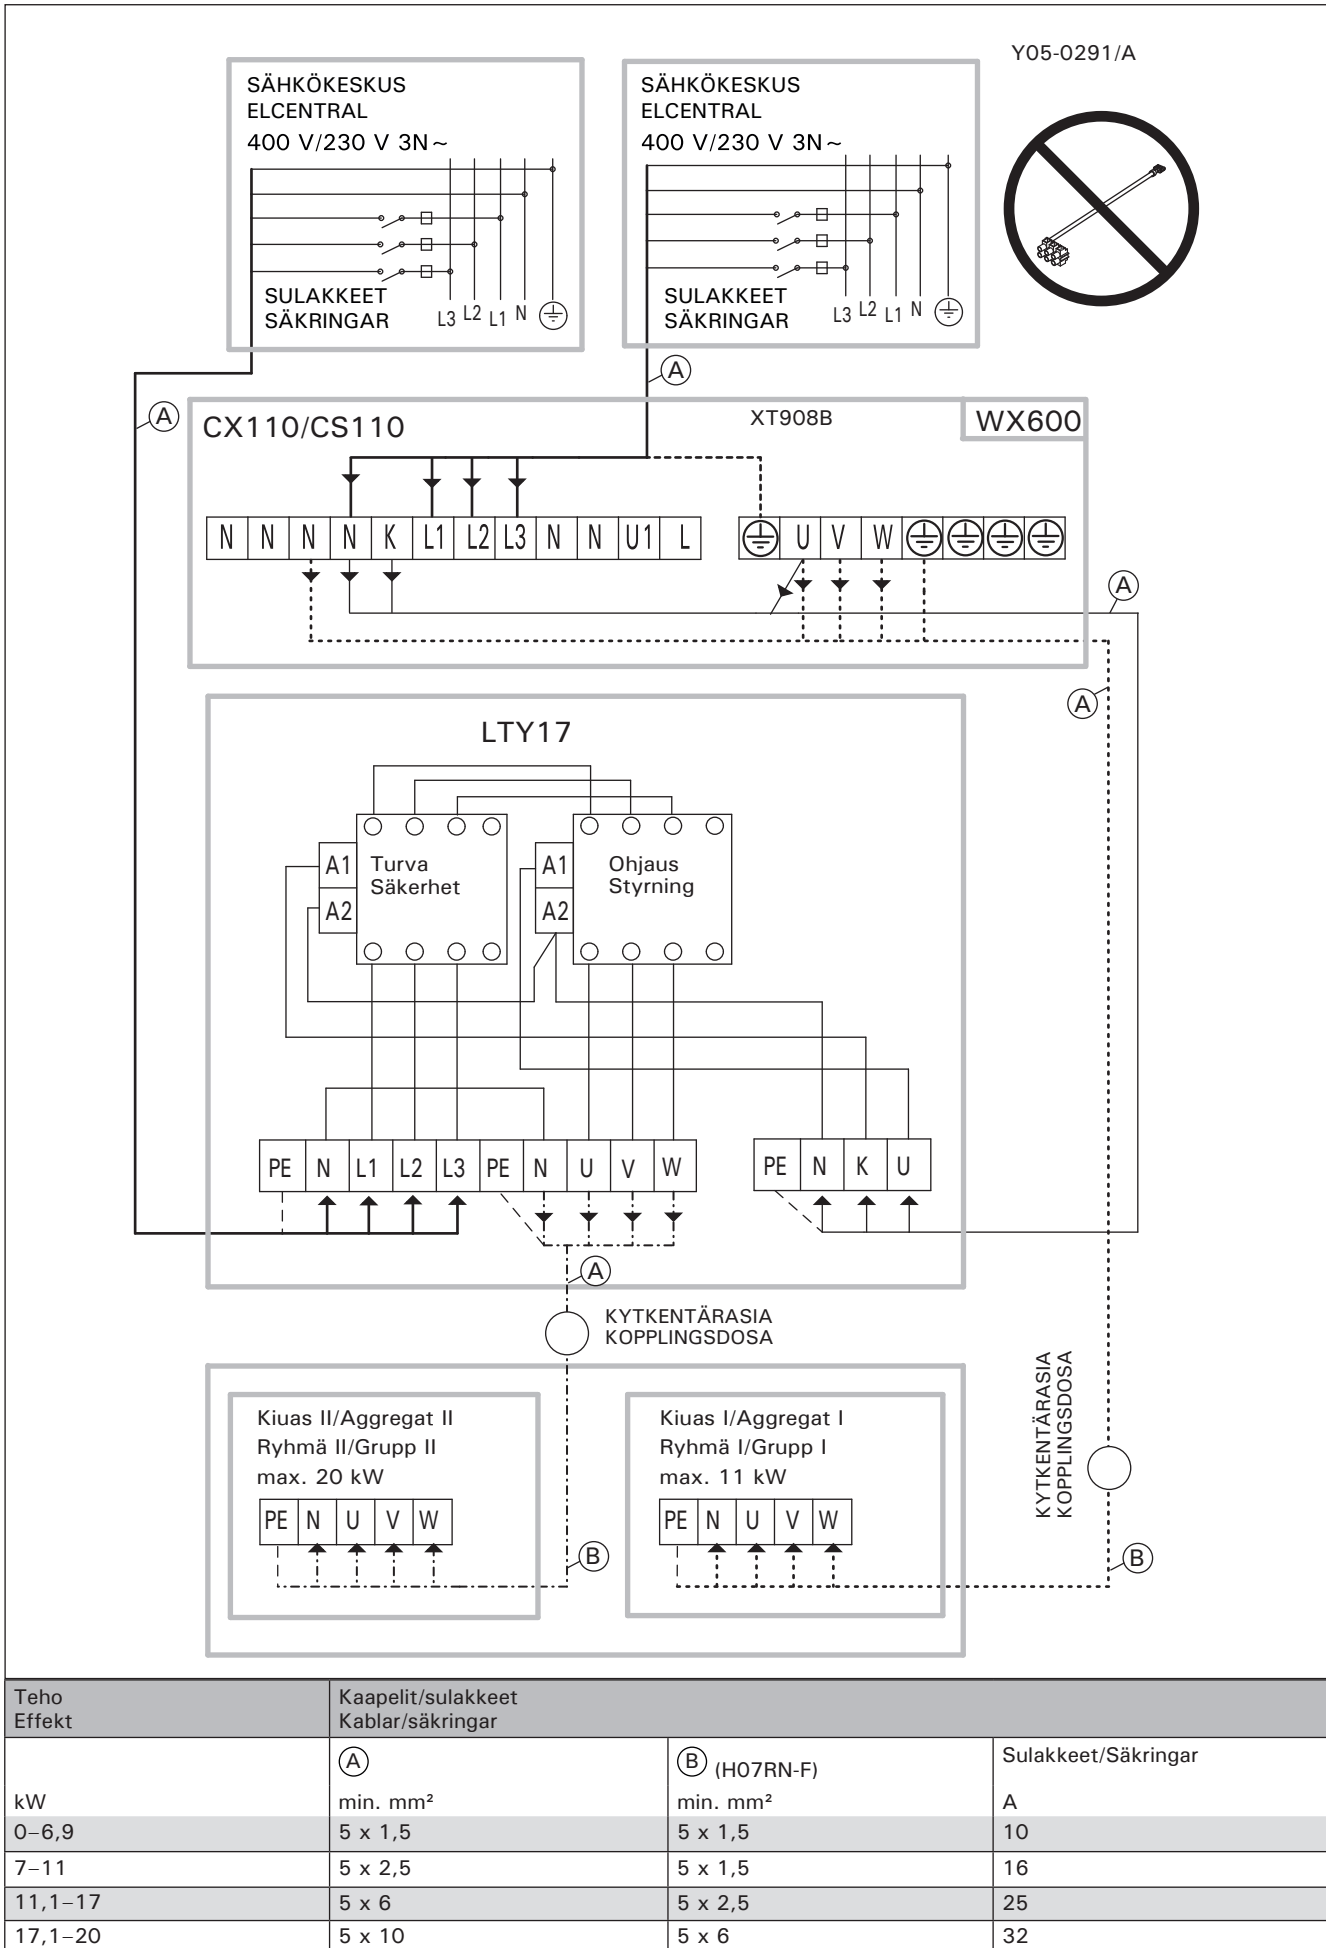 Y05-0291/A
SÄHKÖKESKUS
ELCENTRAL
400 V/230 V 3N~
SULAKKEET
SÄKRINGAR
L3 L2 L1 N
SÄHKÖKESKUS
ELCENTRAL
400 V/230 V 3N~
SULAKKEET
SÄKRINGAR
L3 L2 L1 N
A
A
CX110/CS110
XT908B
WX600
N N N N K L1 L2 L3 N N U1 L
U V W
A
A
LTY17
A1
A2
Turva
Säkerhet
A1
A2
Ohjaus
Styrning
PE N L1 L2 L3 PE N U V W
PE N K U
A
KYTKENTÄRASIA
KOPPLINGSDOSA
KYTKENTÄRASIA
KOPPLINGSDOSA
Kiuas II/Aggregat II
Ryhmä II/Grupp II
max. 20 kW
PE N U V W
B
Kiuas I/Aggregat I
Ryhmä I/Grupp I
max. 11 kW
PE N U V W
B
Teho
Effekt
Kaapelit/sulakkeet
Kablar/säkringar
A
B (H07RN-F)
Sulakkeet/Säkringar
kW min. mm² min. mm² A
0–6,9 5 x 1,5 5 x 1,5 10
7–11 5 x 2,5 5 x 1,5 16
11,1–17 5 x 6 5 x 2,5 25
17,1–20 5 x 10 5 x 6 32